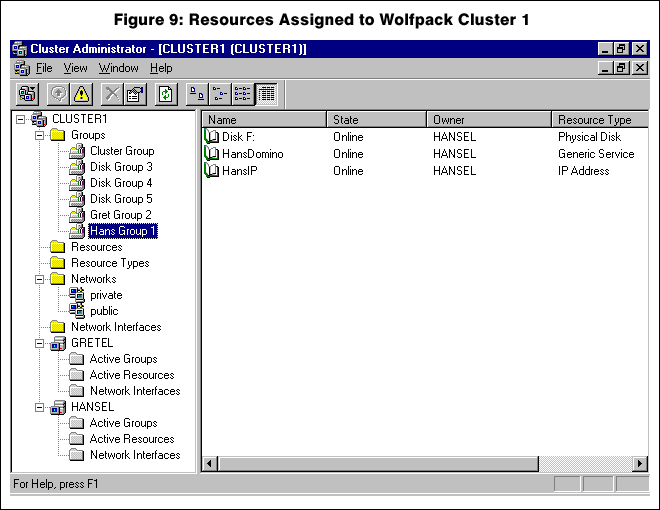 Figure 9: Resources Assigned to Wolfpack Cluster 1
Cluster Administrator - [CLUSTER1 (CLUSTER1)]
File View Window Help
CLUSTER1
Groups
Cluster Group
Disk Group 3
Disk Group 4
Disk Group 5
Gret Group 2
Hans Group 1
Resources
Resource Types
Networks
private
public
Network Interfaces
GRETEL
Active Groups
Active Resources
Network Interfaces
HANSEL
Active Groups
Active Resources
Network Interfaces
Name State Owner Resource Type
Disk F: Online HANSEL Physical Disk
HansDomino Online HANSEL Generic Service
HansIP Online HANSEL IP Address
For Help, press F1